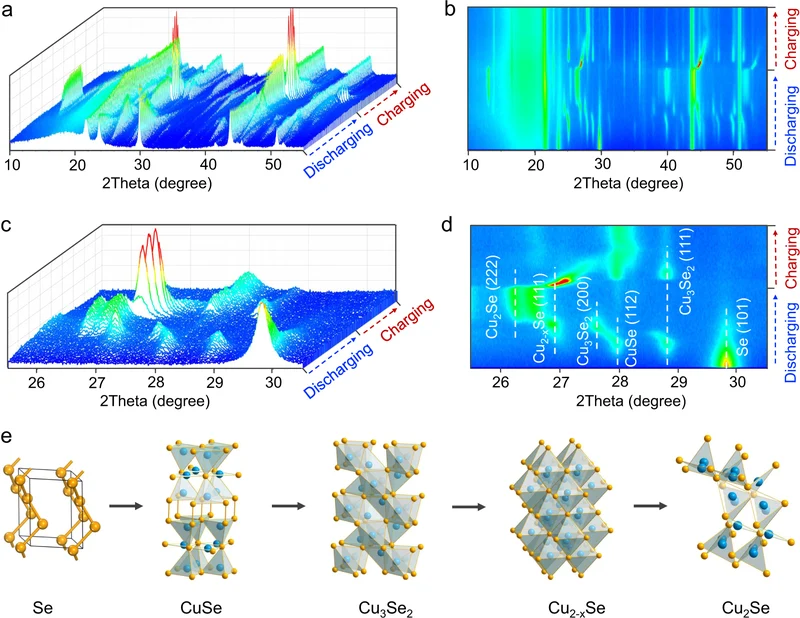 a
10
20
30
40
50
2Theta (degree)
Discharging
Charging
b
10
20
30
40
50
2Theta (degree)
Discharging
Charging
c
26
27
28
29
30
2Theta (degree)
Discharging
Charging
d
Cu2Se (222)
Cu2-xSe (111)
Cu3Se2 (200)
CuSe (112)
Cu3Se2 (111)
Se (101)
26
27
28
29
30
2Theta (degree)
Discharging
Charging
e
Se
CuSe
Cu3Se2
Cu2-xSe
Cu2Se